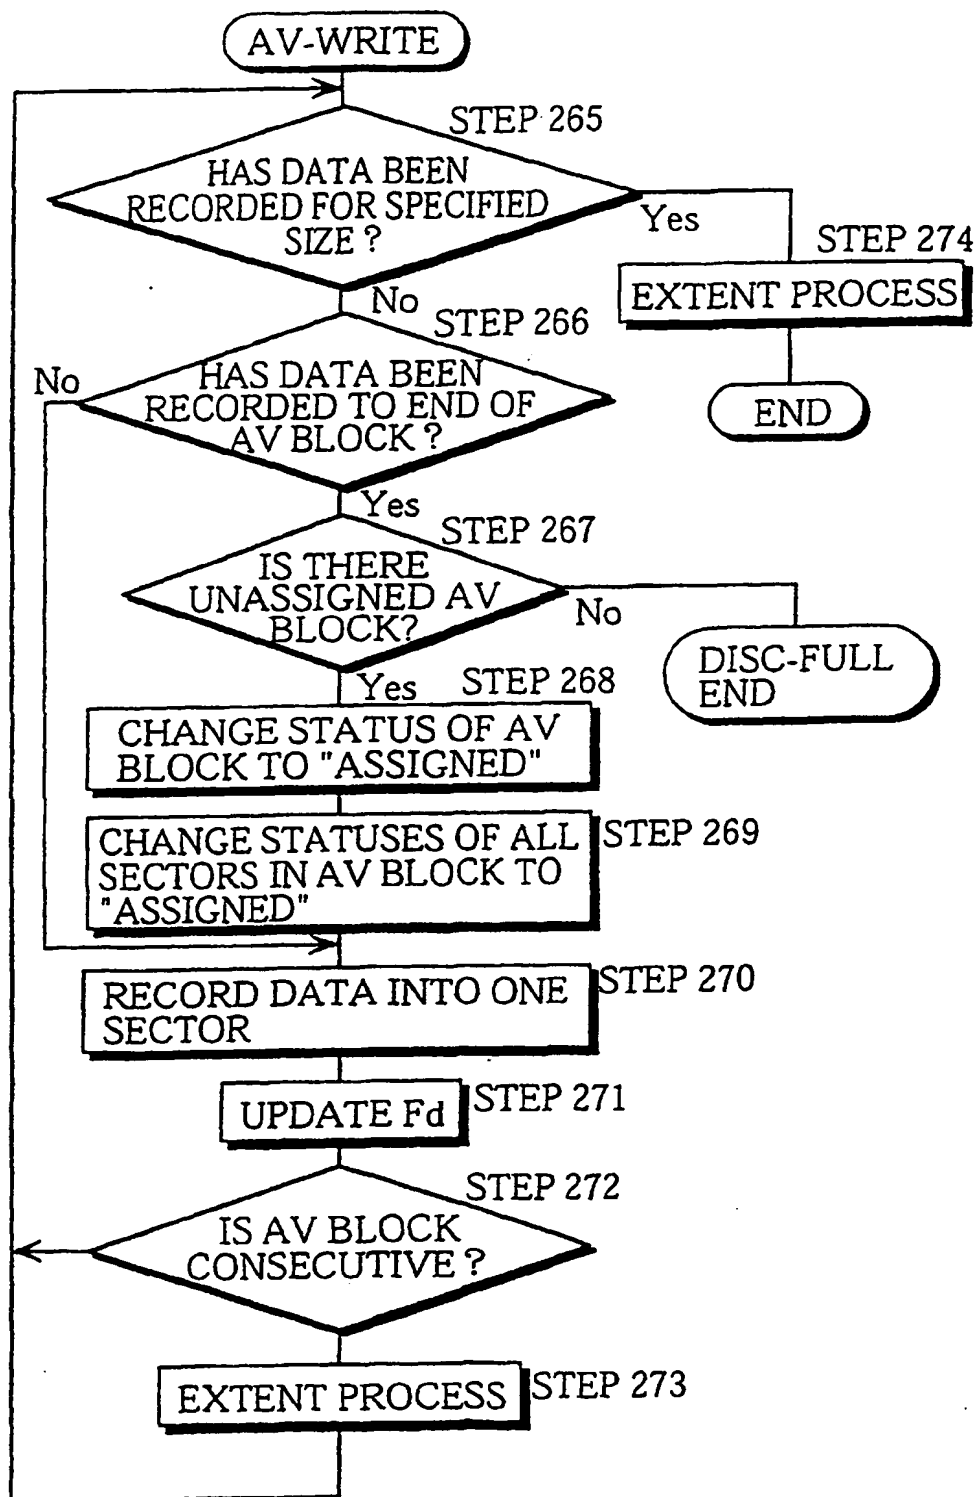 AV-WRITE
STEP 265
HAS DATA BEEN
RECORDED FOR SPECIFIED
SIZE ?
Yes
STEP 274
EXTENT PROCESS
END
No
STEP 266
No
HAS DATA BEEN
RECORDED TO END OF
AV BLOCK ?
Yes
STEP 267
IS THERE
UNASSIGNED AV
BLOCK?
No
DISC-FULL
END
Yes
STEP 268
CHANGE STATUS OF AV
BLOCK TO "ASSIGNED"
CHANGE STATUSES OF ALL
SECTORS IN AV BLOCK TO
"ASSIGNED"
STEP 269
RECORD DATA INTO ONE
SECTOR
STEP 270
UPDATE Fd
STEP 271
STEP 272
IS AV BLOCK
CONSECUTIVE ?
EXTENT PROCESS
STEP 273